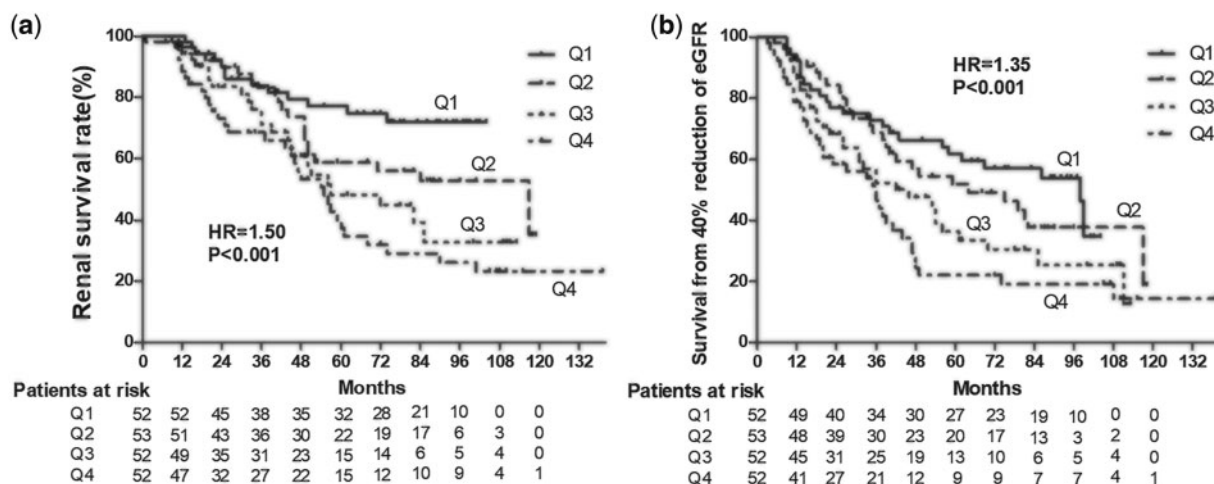 (a)
Renal survival rate(%)
100
80
60
40
20
0
Q1
Q2
Q3
Q4
Q1
Q2
Q3
Q4
HR=1.50
P<0.001
0 12 24 36 48 60 72 84 96 108 120 132
Months
Patients at risk
Q1 52 52 45 38 35 32 28 21 10 0 0
Q2 53 51 43 36 30 22 19 17 6 3 0
Q3 52 49 35 31 23 15 14 6 5 4 0
Q4 52 47 32 27 22 15 12 10 9 4 1
(b)
Survival from 40% reduction of eGFR
100
80
60
40
20
0
HR=1.35
P<0.001
Q1
Q2
Q3
Q4
Q1
Q2
Q3
Q4
0 12 24 36 48 60 72 84 96 108 120 132
Months
Patients at risk
Q1 52 49 40 34 30 27 23 19 10 0 0
Q2 53 48 39 30 23 20 17 13 3 2 0
Q3 52 45 31 25 19 13 10 6 5 4 0
Q4 52 41 27 21 12 9 9 7 7 4 1